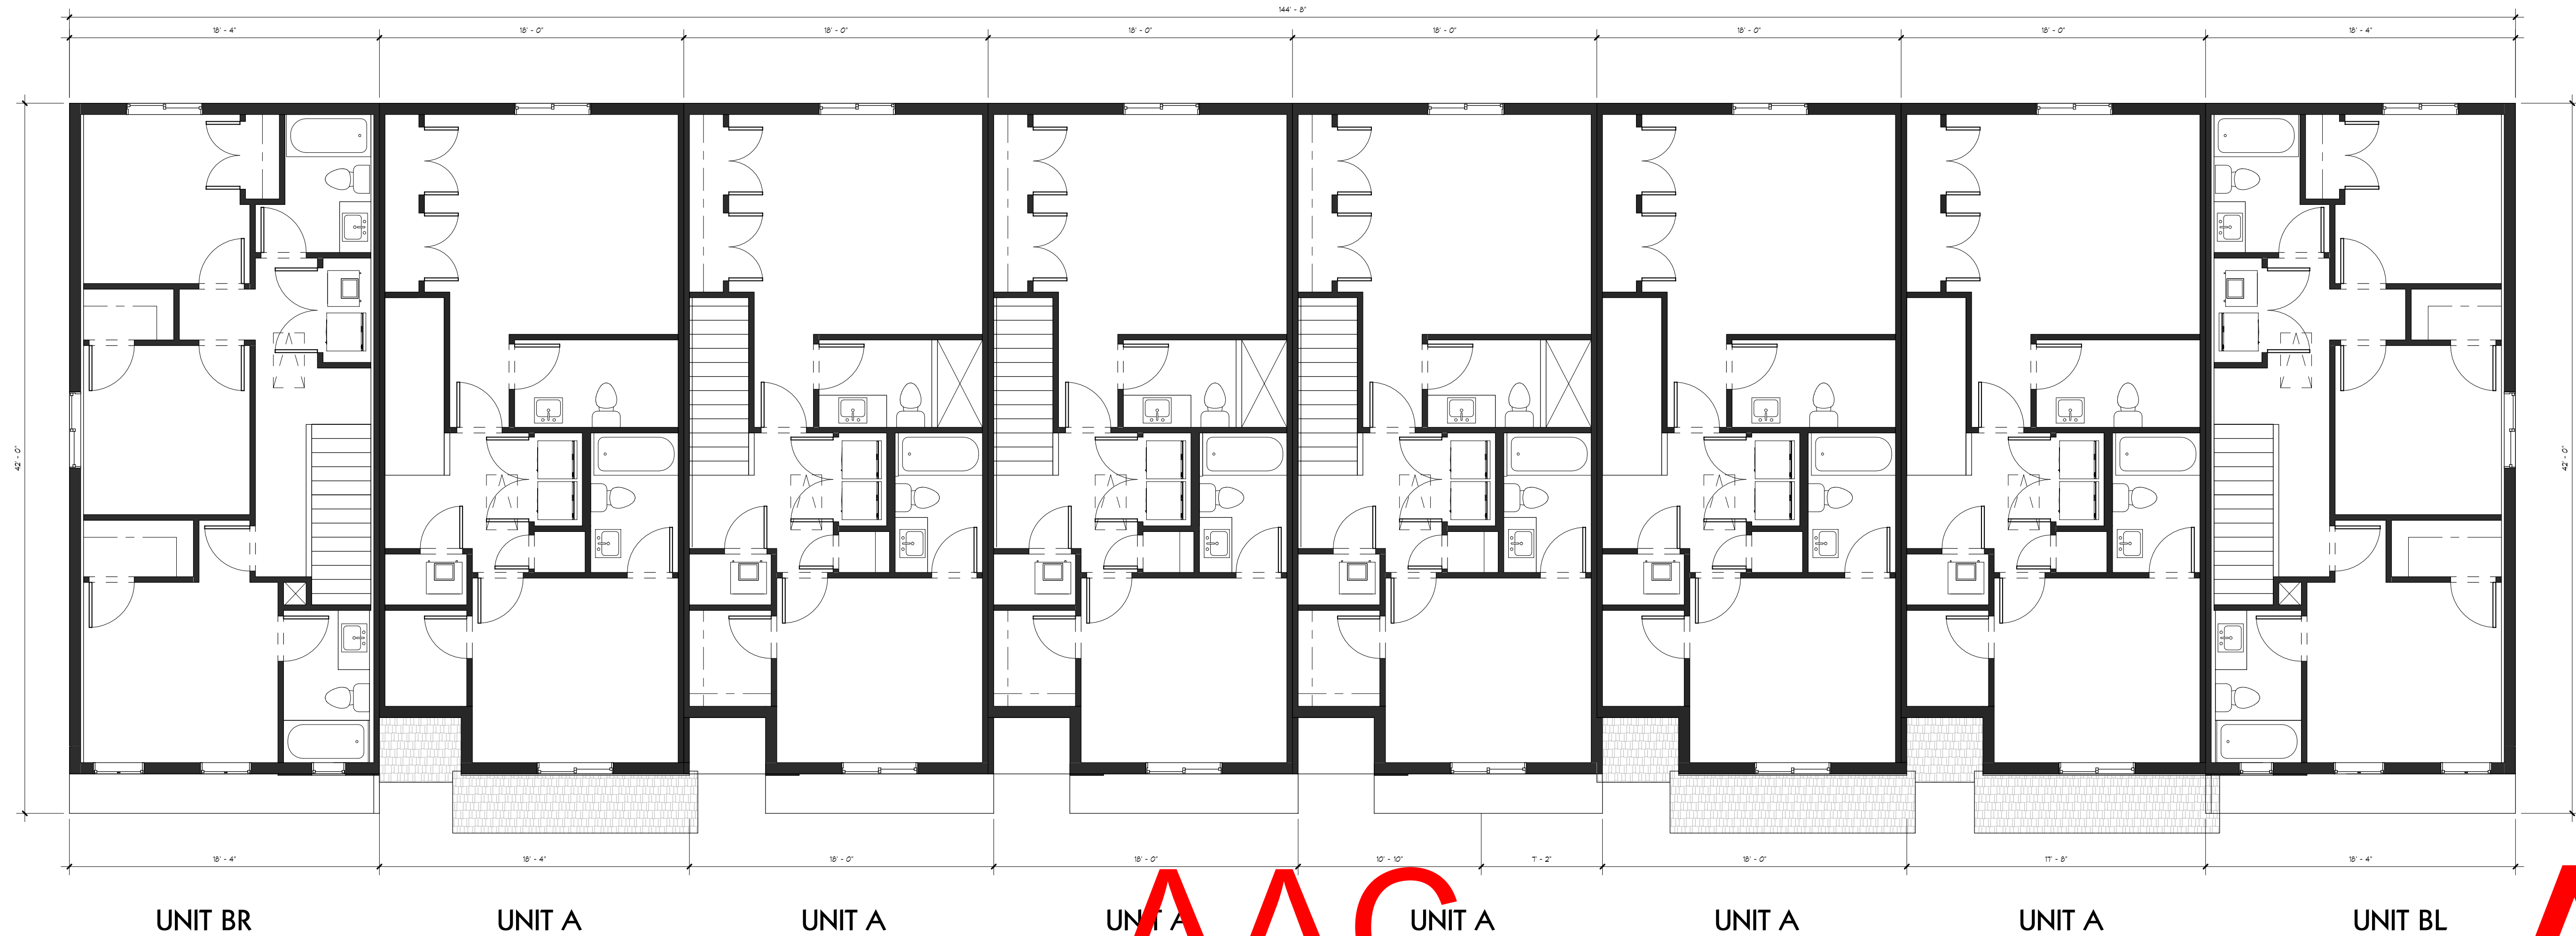 144' - 8"
18' - 4" 18' - 0" 18' - 0" 18' - 0" 18' - 0" 18' - 0" 18' - 0" 18' - 4"
42' - 0" 42' - 0"
18' - 4" 18' - 4" 18' - 0" 18' - 0" 10' - 10" 7' - 2" 18' - 0" 17' - 8" 18' - 4"
UNIT BR UNIT A UNIT A UNIT A UNIT A UNIT A UNIT A UNIT BL